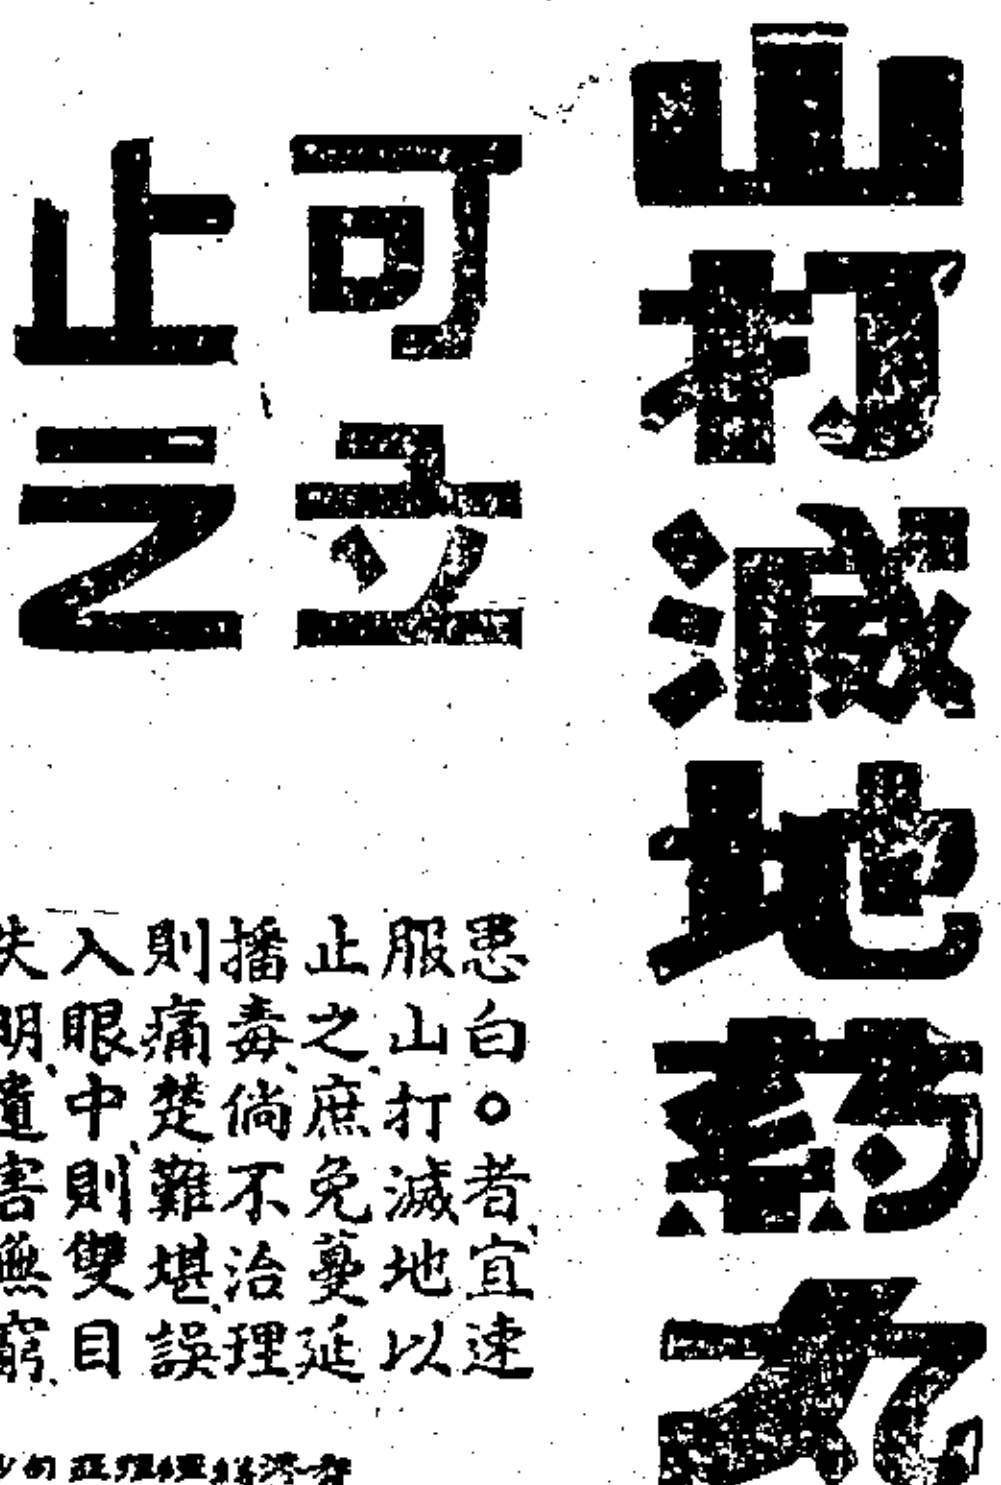 山打滅地葯丸
可立
止之
患白○者、宜速
服山打滅地以
止之、庶免蔓延
播毒、倘不治理
則痛楚難堪、誤
入眼中、則雙目
失明、遺害無窮